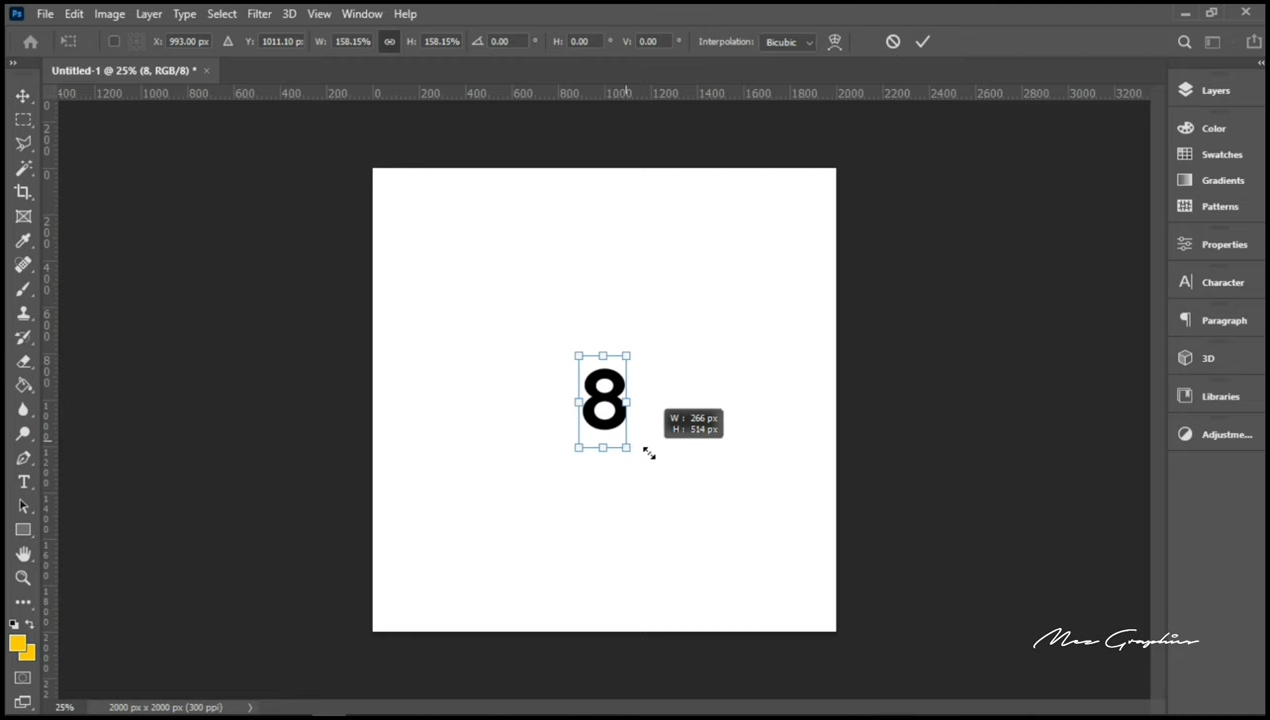 Ps File Edit Image Layer Type Select Filter 3D View Window Help
X: 993.00 px Y: 1011.10 p: W: 158.15% H: 158.15% 0.00 ° H: 0.00 ° V: 0.00 ° Interpolation: Bicubic
Untitled-1 @ 25% (8, RGB/8) * ×
400 1200 1000 800 600 400 200 0 200 400 600 800 1000 1200 1400 1600 1800 2000 2200 2400 2600 2800 3000 3200
Layers
Color
Swatches
Gradients
Patterns
Properties
Character
Paragraph
3D
Libraries
Adjustme...
8
W : 266 px
H : 514 px
Mez Graphics
25% 2000 px x 2000 px (300 ppi)